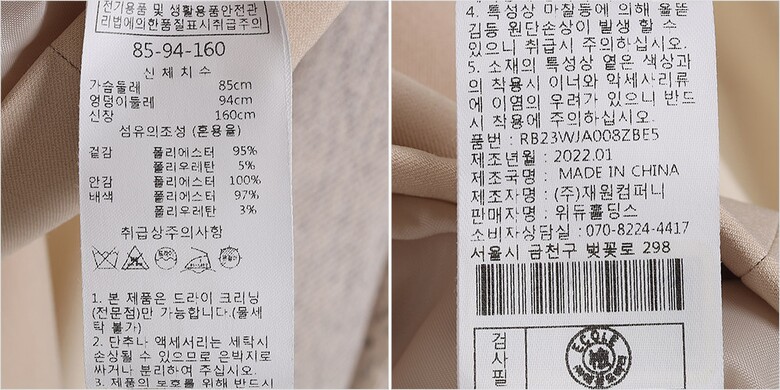 전기용품 및 생활용품안전관
리법에의한품질표시취급주의
85-94-160
신체치수
가슴둘레 85cm
엉덩이둘레 94cm
신장 160cm
섬유의조성 (혼용율)
겉감 폴리에스터 95%
폴리우레탄 5%
안감 폴리에스터 100%
배색 폴리에스터 97%
폴리우레탄 3%
취급상주의사항
1. 본 제품은 드라이 크리닝
(전문점)만 가능합니다.(물세
탁 불가)
2. 단추나 액세서리는 세탁시
손상될 수 있으므로 은박지로
싸거나 분리하여 주십시오.
3. 제품의 보호를 위해 반드시
4. 특성상 마찰등에 의해 올뜯
김등 원단손상이 발생 할 수
있으니 취급시 주의하십시오.
5. 소재의 특성상 옅은 색상과
의 착용시 이너와 악세사리류
에 이염의 우려가 있으니 반드
시 착용에 주의하십시오.
품번 : RB23WJA008ZBE5
제조년월 : 2022.01
제조국명 : MADE IN CHINA
제조자명 : (주)재원컴퍼니
판매자명 : 위듀홀딩스
소비자상담실 : 070-8224-4417
서울시 금천구 벚꽃로 298
검사필
ECOLE